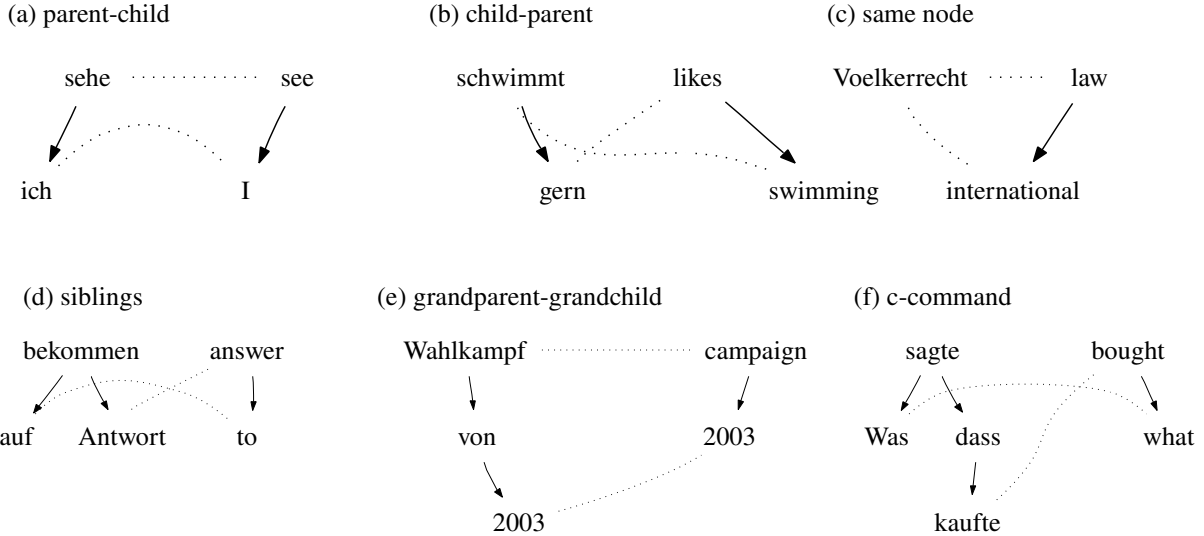 (a) parent-child (b) child-parent (c) same node
sehe see schwimmt likes Voelkerrecht law
ich I gern swimming international
(d) siblings (e) grandparent-grandchild (f) c-command
bekommen answer Wahlkampf campaign sagte bought
auf Antwort to von 2003 Was dass what
2003 kaufte